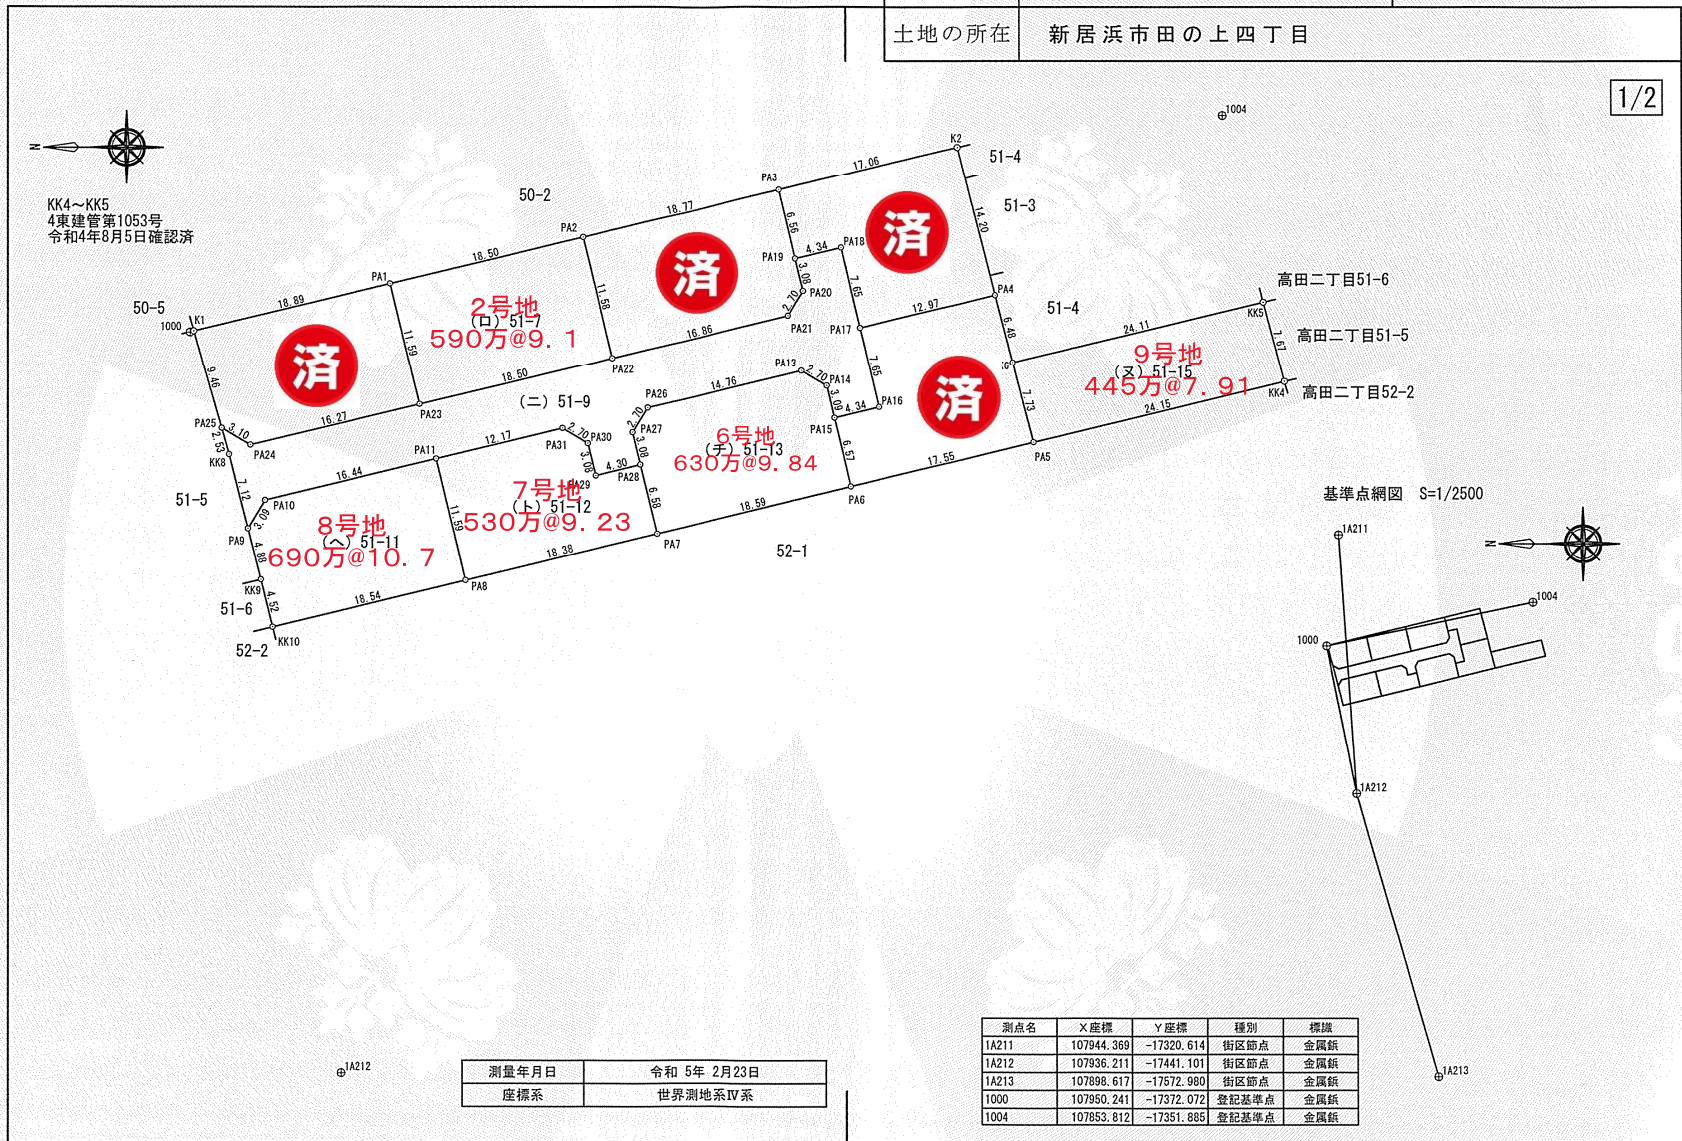 土地の所在 新居浜市田の上四丁目
1/2
N
KK4～KK5
4東建管第1053号
令和4年8月5日確認済
1004
K2
51-4
17.06
PA3
50-2
18.77
51-3
14.20
PA2
6.56
済
4.34
PA18
PA19
18.50
3.08
済
PA1
PA20
7.65
高田二丁目51-6
18.89
50-5
2号地
(ロ) 51-7
590万@9.1
11.58
2.70
PA21
PA4
51-4
KK5
1000
K1
12.97
PA17
6.48
24.11
高田二丁目51-5
済
11.59
16.86
9号地
(ヌ) 51-15
445万@7.91
7.67
9.46
18.50
PA22
PA13
2.70
PA14
7.65
KK4
高田二丁目52-2
14.76
3.09
済
7.73
24.15
(ニ) 51-9
PA26
4.34
PA16
16.27
PA23
2.70
PA27
PA15
PA25
3.10
PA24
2.53
12.17
2.70
PA30
PA31
6号地
(チ) 51-13
630万@9.84
3.08
6.57
17.55
PA5
KK8
PA11
3.08
4.30
PA28
16.44
PA29
51-5
7.12
PA10
7号地
(ト) 51-12
530万@9.23
6.58
18.59
PA6
基準点網図 S=1/2500
3.09
8号地
(ヘ) 51-11
690万@10.7
11.59
PA9
4.88
18.38
PA7
52-1
1A211
N
KK9
PA8
51-6
4.52
18.54
52-2
KK10
1004
1000
1A212
1A213
1A212
測量年月日 令和 5年 2月23日
座標系 世界測地系Ⅳ系
測点名 X座標 Y座標 種別 標識
1A211 107944.369 -17320.614 街区節点 金属鋲
1A212 107936.211 -17441.101 街区節点 金属鋲
1A213 107898.617 -17572.980 街区節点 金属鋲
1000 107950.241 -17372.072 登記基準点 金属鋲
1004 107853.812 -17351.885 登記基準点 金属鋲